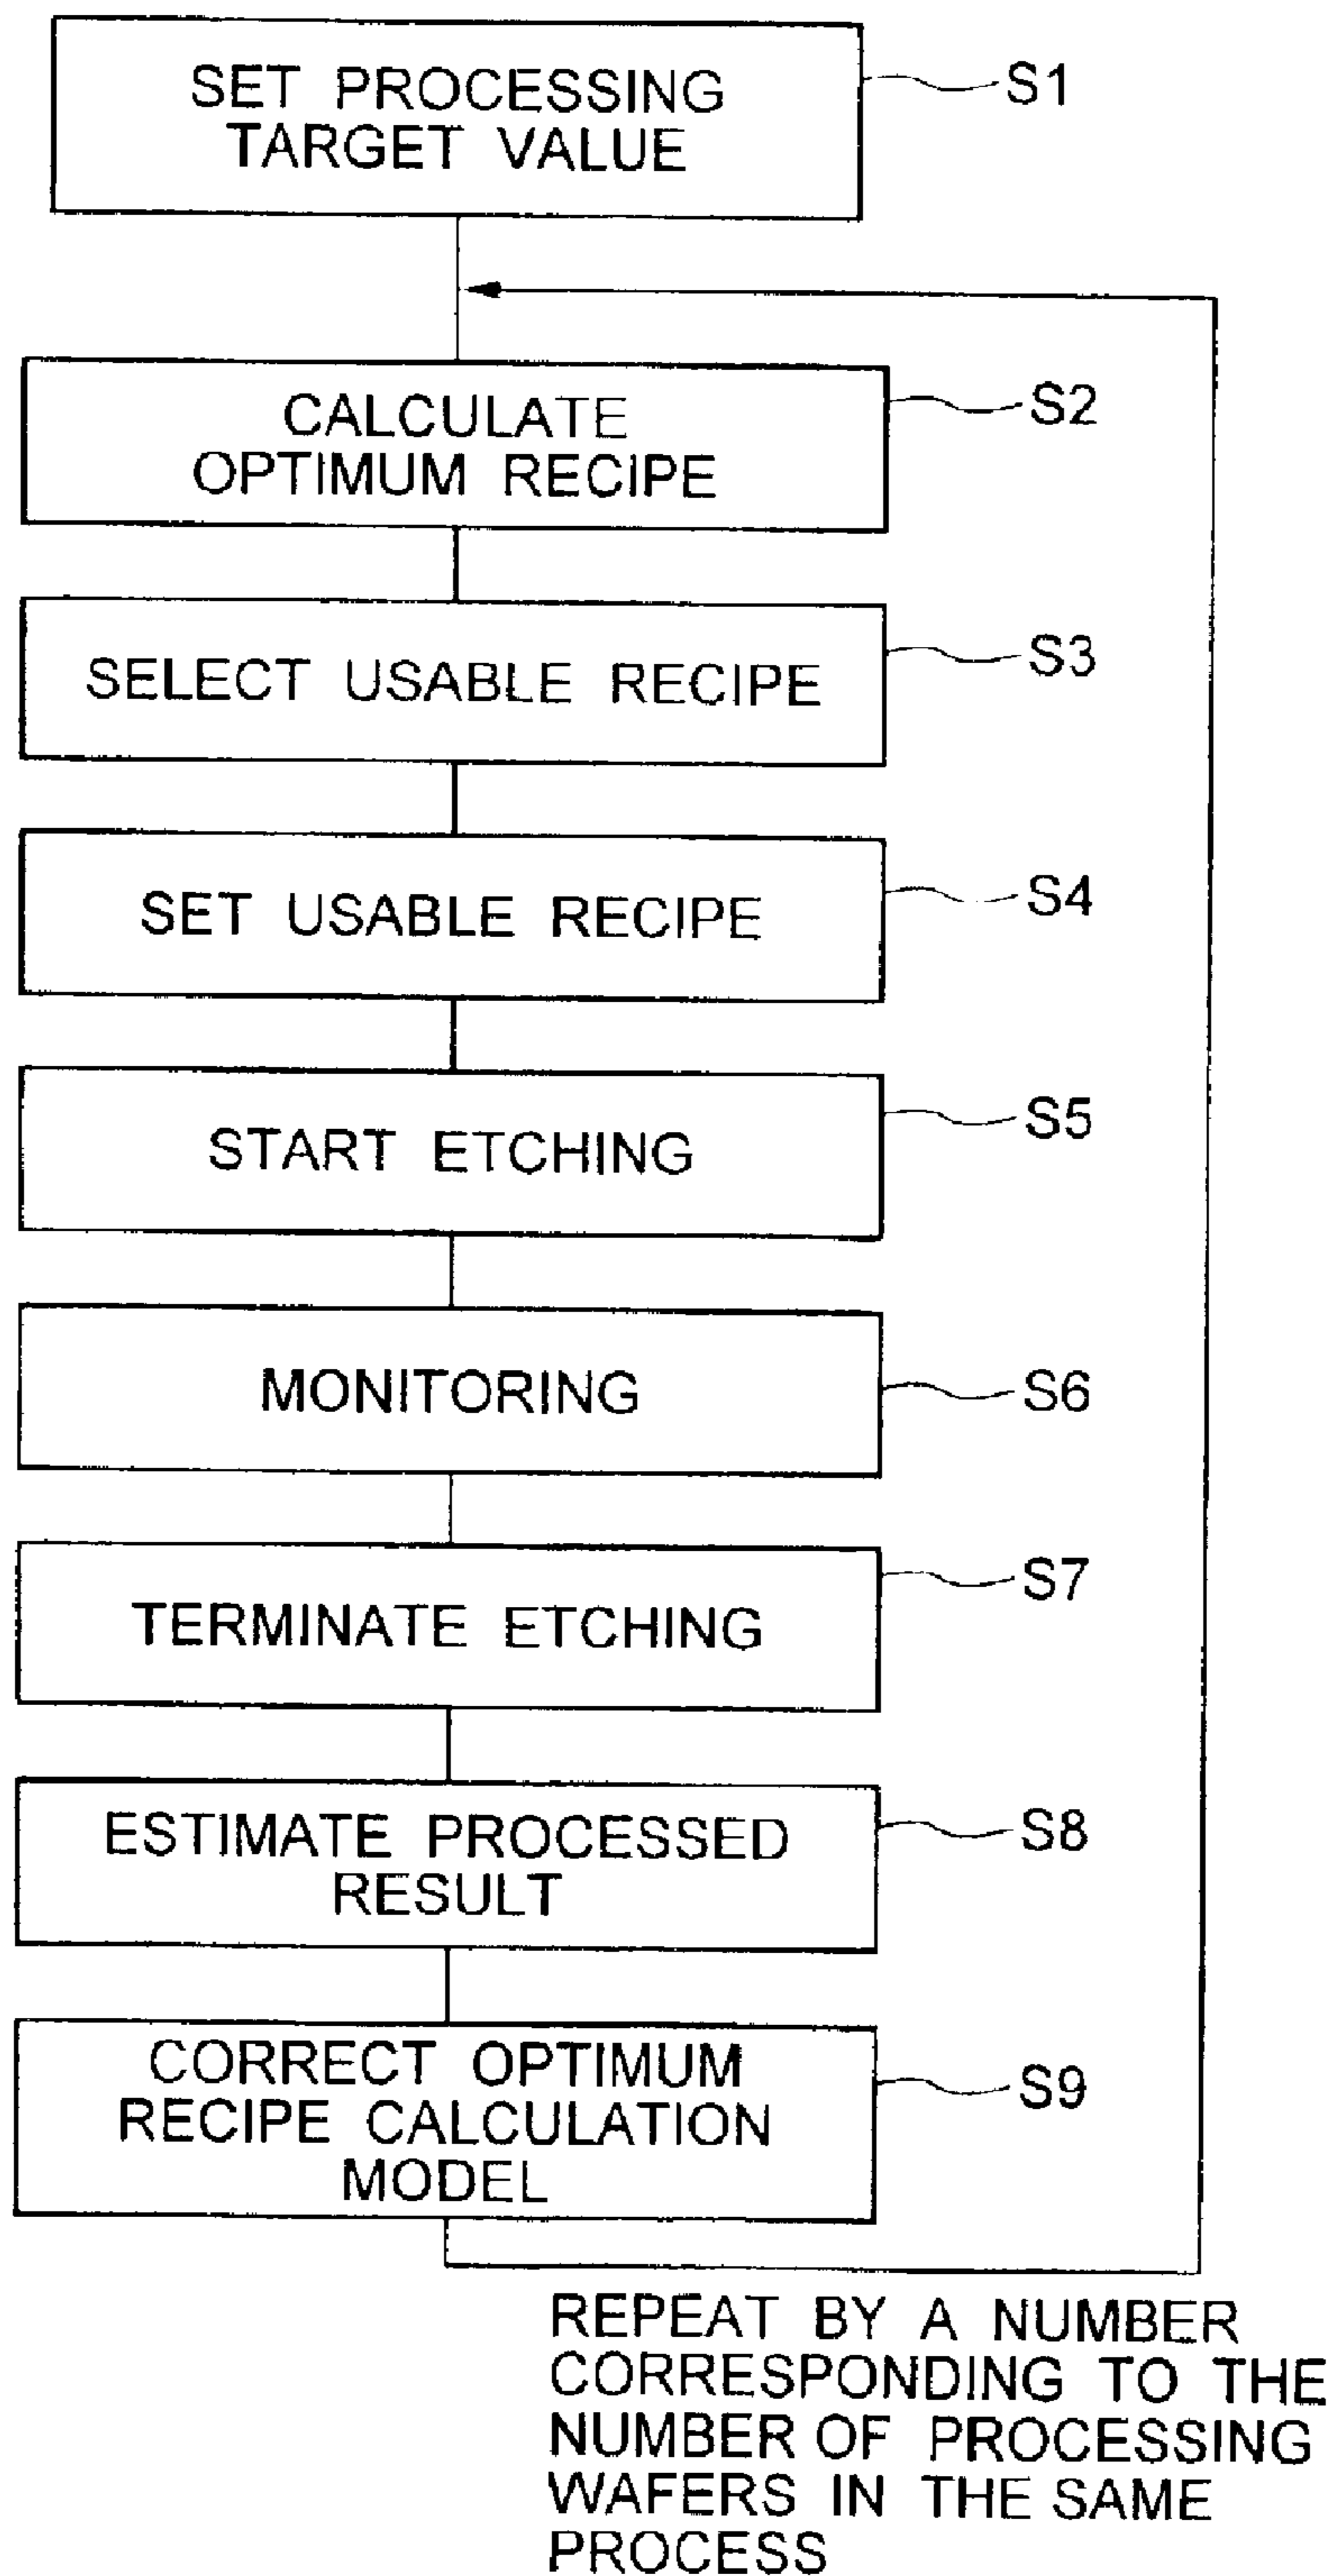 SET PROCESSING
TARGET VALUE
S1
CALCULATE
OPTIMUM RECIPE
S2
SELECT USABLE RECIPE
S3
SET USABLE RECIPE
S4
START ETCHING
S5
MONITORING
S6
TERMINATE ETCHING
S7
ESTIMATE PROCESSED
RESULT
S8
CORRECT OPTIMUM
RECIPE CALCULATION
MODEL
S9
REPEAT BY A NUMBER
CORRESPONDING TO THE
NUMBER OF PROCESSING
WAFERS IN THE SAME
PROCESS